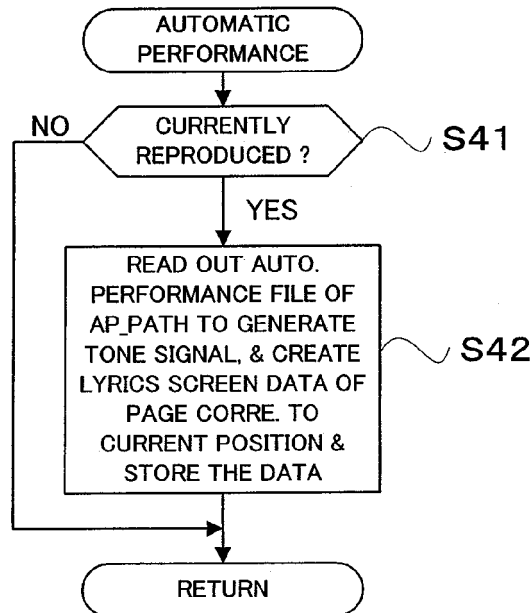 AUTOMATIC
PERFORMANCE
NO
CURRENTLY
REPRODUCED ?
S41
YES
READ OUT AUTO.
PERFORMANCE FILE OF
AP_PATH TO GENERATE
TONE SIGNAL, & CREATE
LYRICS SCREEN DATA OF
PAGE CORRE. TO
CURRENT POSITION &
STORE THE DATA
S42
RETURN